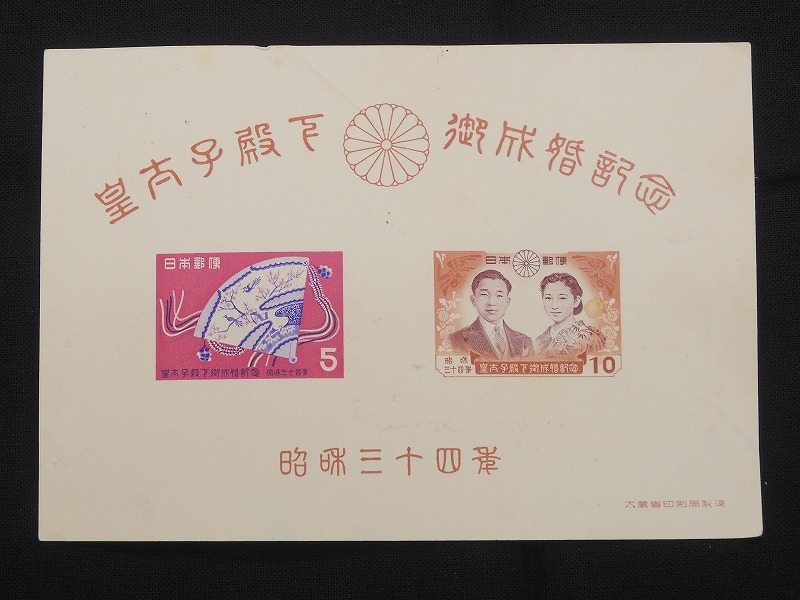 皇太子殿下 御成婚記念
日本郵便
5
皇太子殿下御成婚記念 昭和三十四年
日本郵便
昭和
三十四年
皇太子殿下御成婚記念
10
昭和三十四年
大蔵省印刷局製造